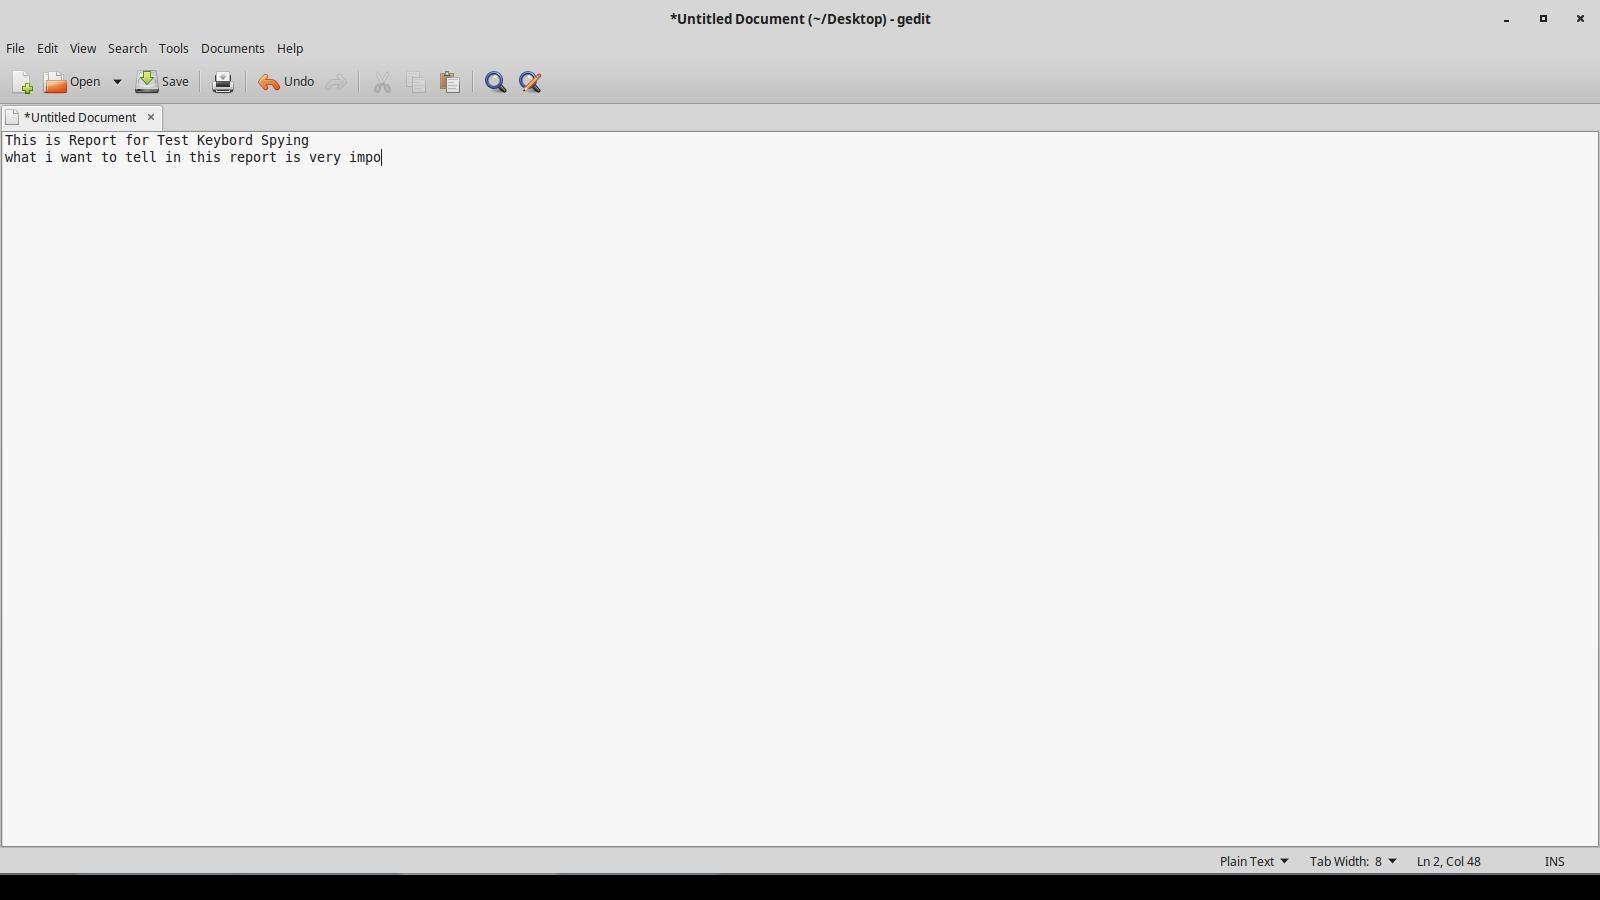 *Untitled Document (~/Desktop) - gedit
File Edit View Search Tools Documents Help
Open Save Undo
*Untitled Document
This is Report for Test Keybord Spying
what i want to tell in this report is very impo
Plain Text Tab Width: 8 Ln 2, Col 48 INS